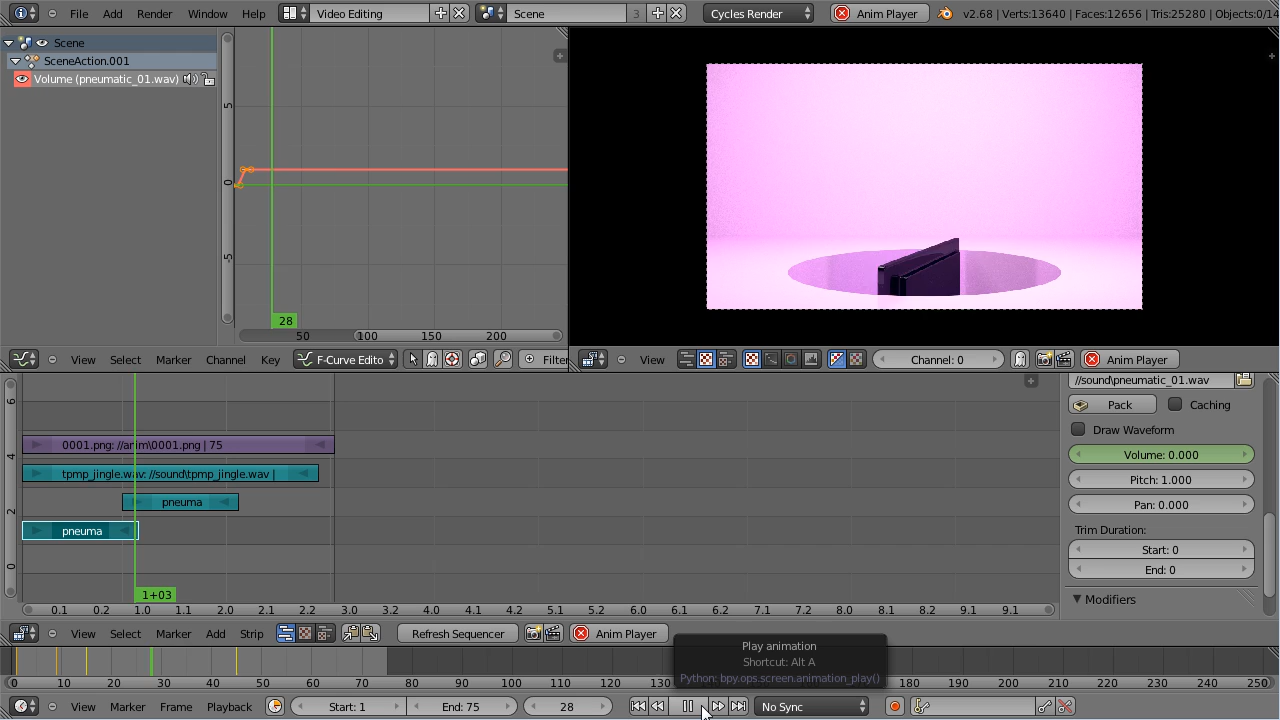 File Add Render Window Help Video Editing Scene 3 Cycles Render Anim Player v2.68 | Verts:13640 | Faces:12656 | Tris:25280 | Objects:0/14
Scene
SceneAction.001
Volume (pneumatic_01.wav)
5
0
-5
28
50 100 150 200
View Select Marker Channel Key F-Curve Edito Filter
View Channel: 0 Anim Player
6
4
2
0
0001.png: //anim\0001.png | 75
tpmp_jingle.wav: //sound\tpmp_jingle.wav |
pneuma
pneuma
1+03
0.1 0.2 1.0 1.1 2.0 2.1 2.2 3.0 3.2 4.0 4.1 4.2 5.1 5.2 6.0 6.1 6.2 7.1 7.2 8.0 8.1 8.2 9.1 9.1
//sound\pneumatic_01.wav
Pack Caching
Draw Waveform
Volume: 0.000
Pitch: 1.000
Pan: 0.000
Trim Duration:
Start: 0
End: 0
Modifiers
View Select Marker Add Strip Refresh Sequencer Anim Player
Play animation
Shortcut: Alt A
Python: bpy.ops.screen.animation_play()
0 10 20 30 40 50 60 70 80 90 100 110 120 130 180 190 200 210 220 230 240 250
View Marker Frame Playback Start: 1 End: 75 28 No Sync